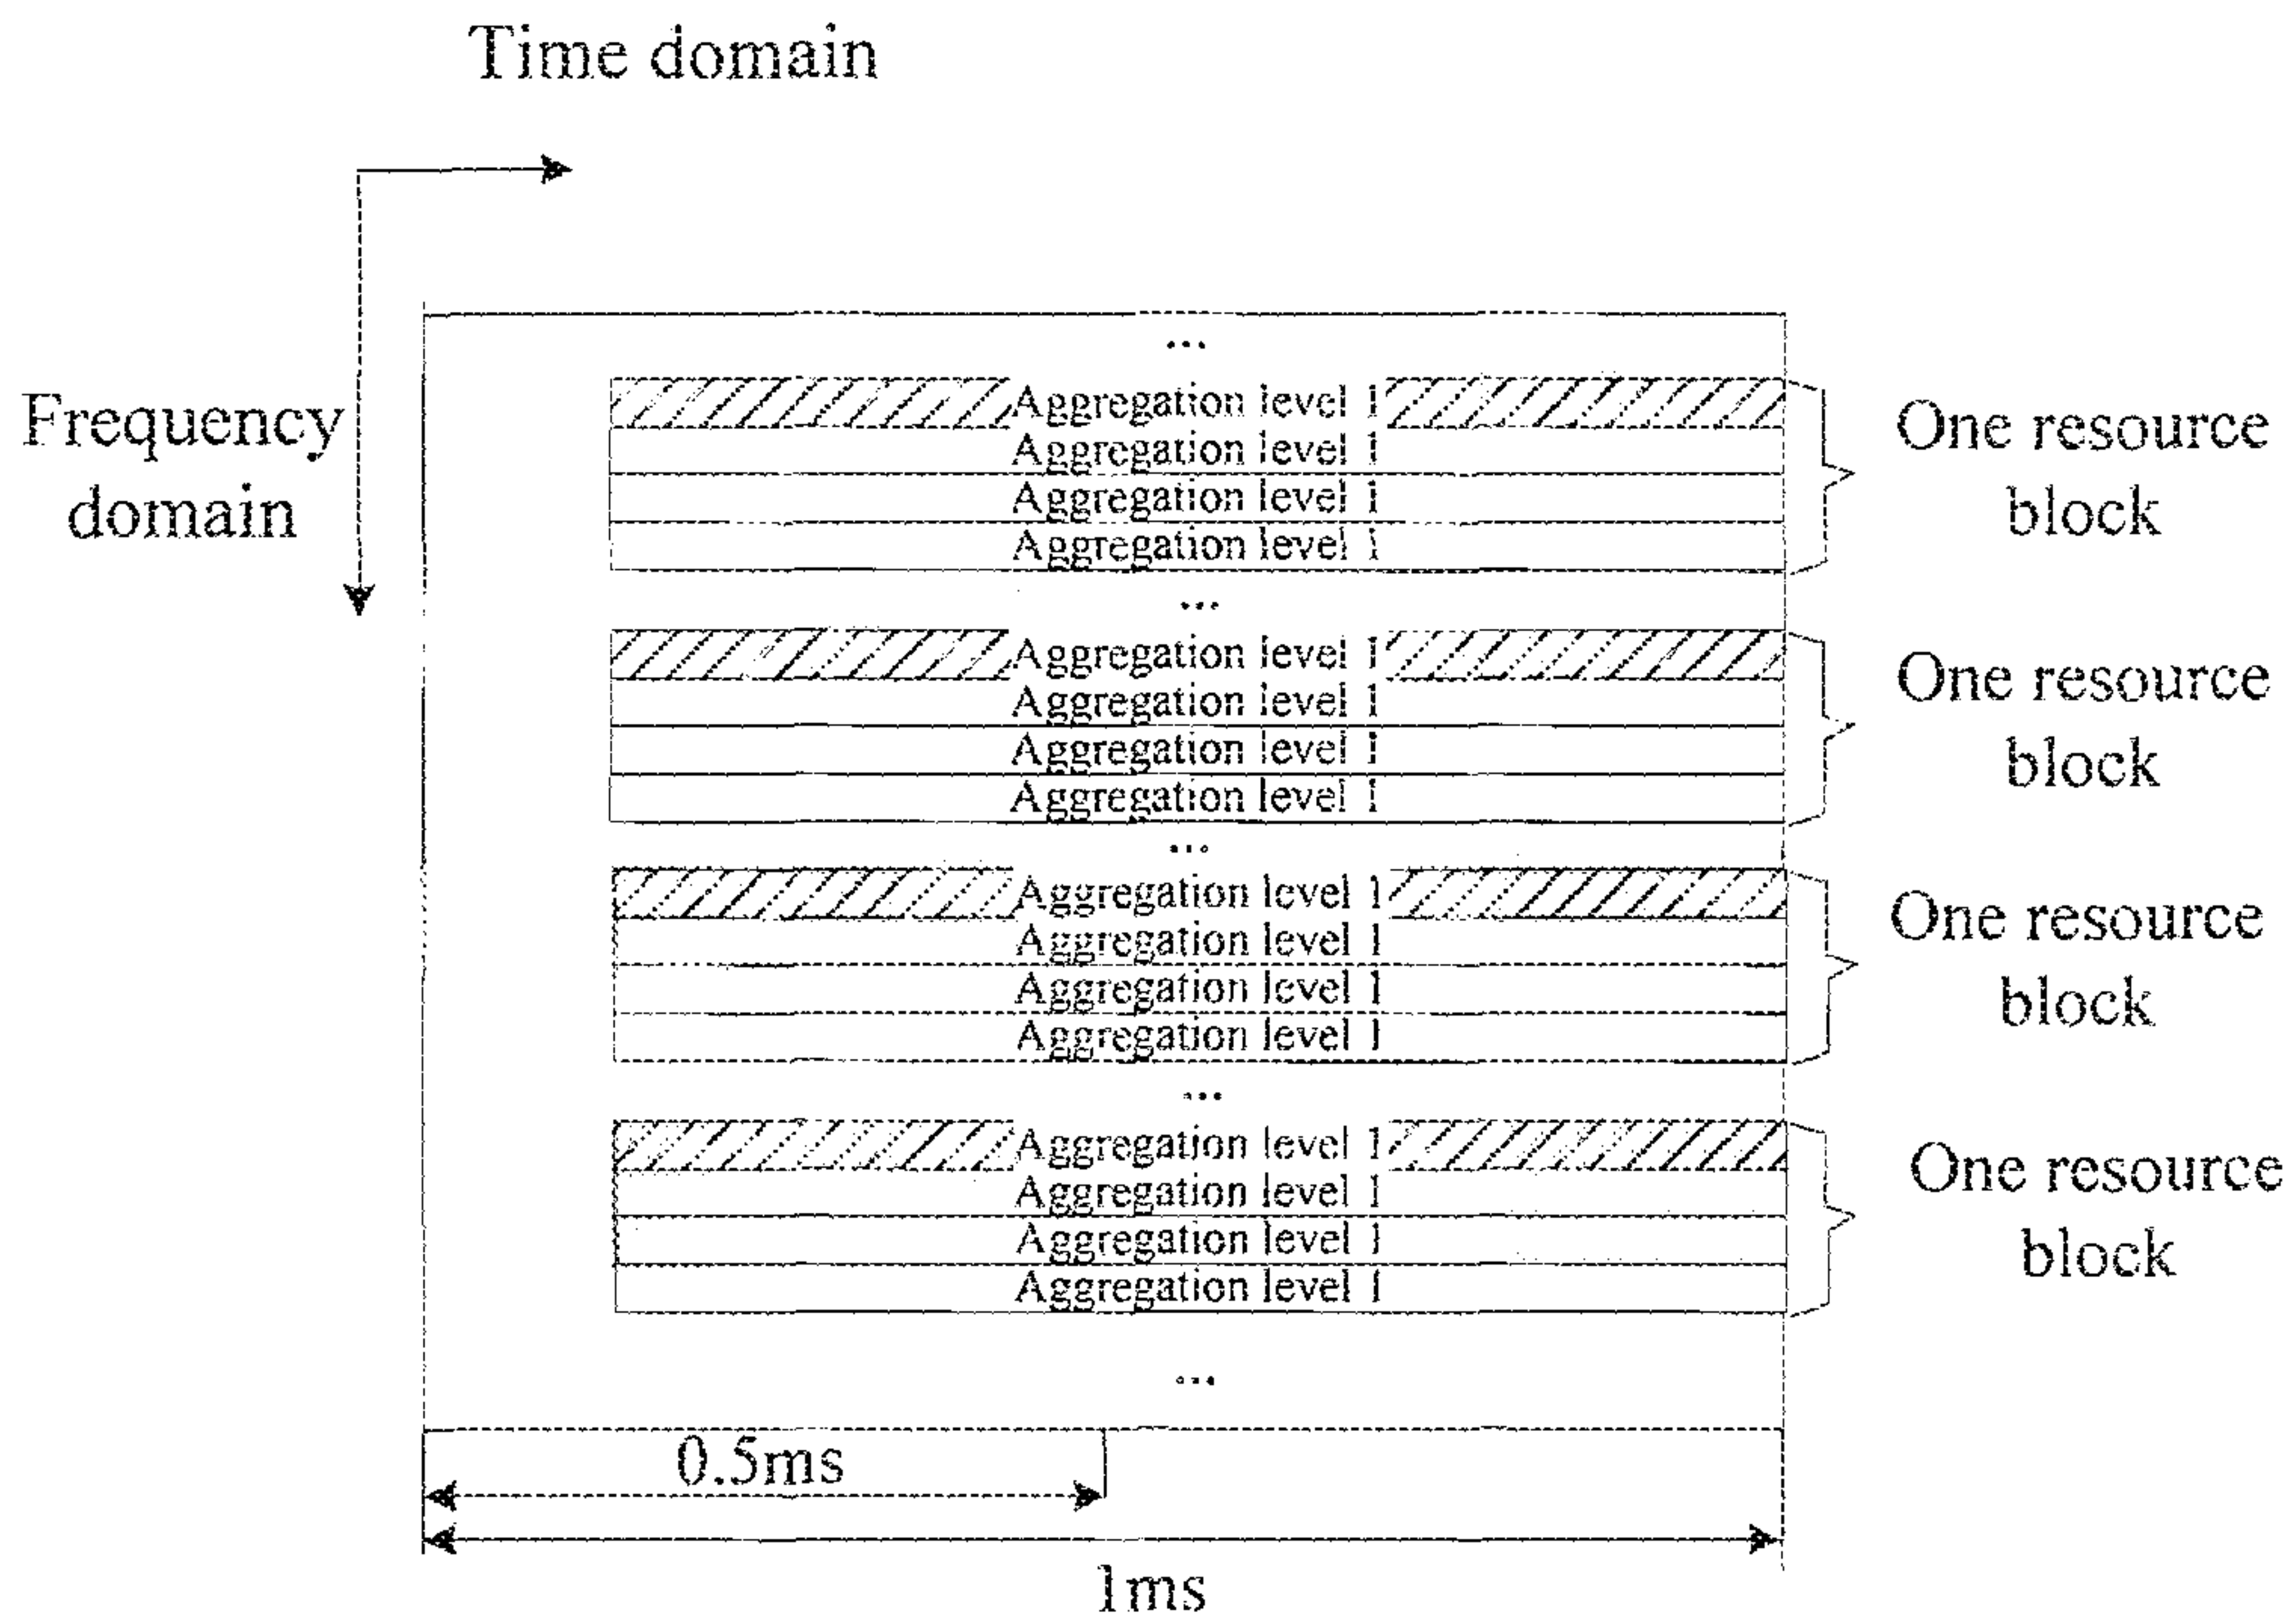 Time domain
Frequency
domain
...
Aggregation level 1
Aggregation level 1
Aggregation level 1
Aggregation level 1
One resource
block
...
Aggregation level 1
Aggregation level 1
Aggregation level 1
Aggregation level 1
One resource
block
...
Aggregation level 1
Aggregation level 1
Aggregation level 1
Aggregation level 1
One resource
block
...
Aggregation level 1
Aggregation level 1
Aggregation level 1
Aggregation level 1
One resource
block
...
0.5ms
1ms